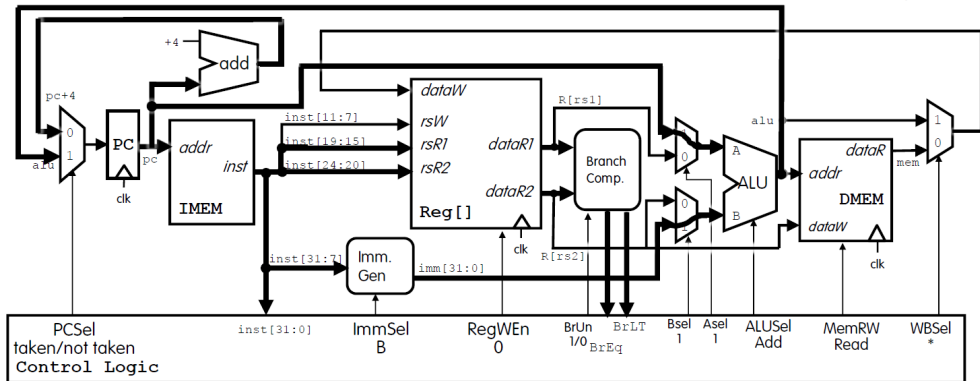 +4
add
pc+4
0
1
alu
PC
clk
pc
addr
inst
IMEM
inst[11:7]
inst[19:15]
inst[24:20]
dataW
rsW
rsR1
rsR2
dataR1
dataR2
Reg[]
clk
inst[31:7]
Imm.
Gen
imm[31:0]
R[rs1]
Branch
Comp.
R[rs2]
1
0
0
1
A
ALU
B
alu
addr
dataR
DMEM
dataW
clk
mem
1
0
PCSel
taken/not taken
Control Logic
inst[31:0]
ImmSel
B
RegWEn
0
BrUn
1/0
BrEq
BrLT
Bsel
1
Asel
1
ALUSel
Add
MemRW
Read
WBSel
*